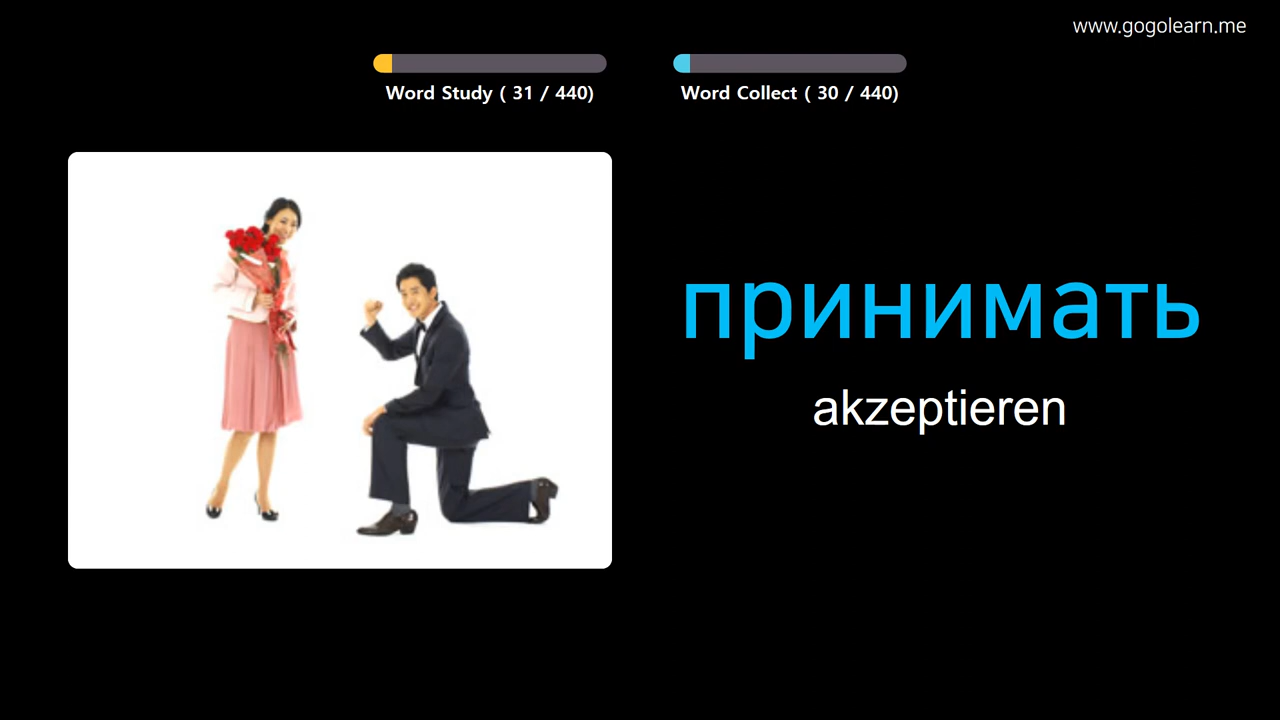 www.gogolearn.me
Word Study ( 31 / 440)
Word Collect ( 30 / 440)
принимать
akzeptieren